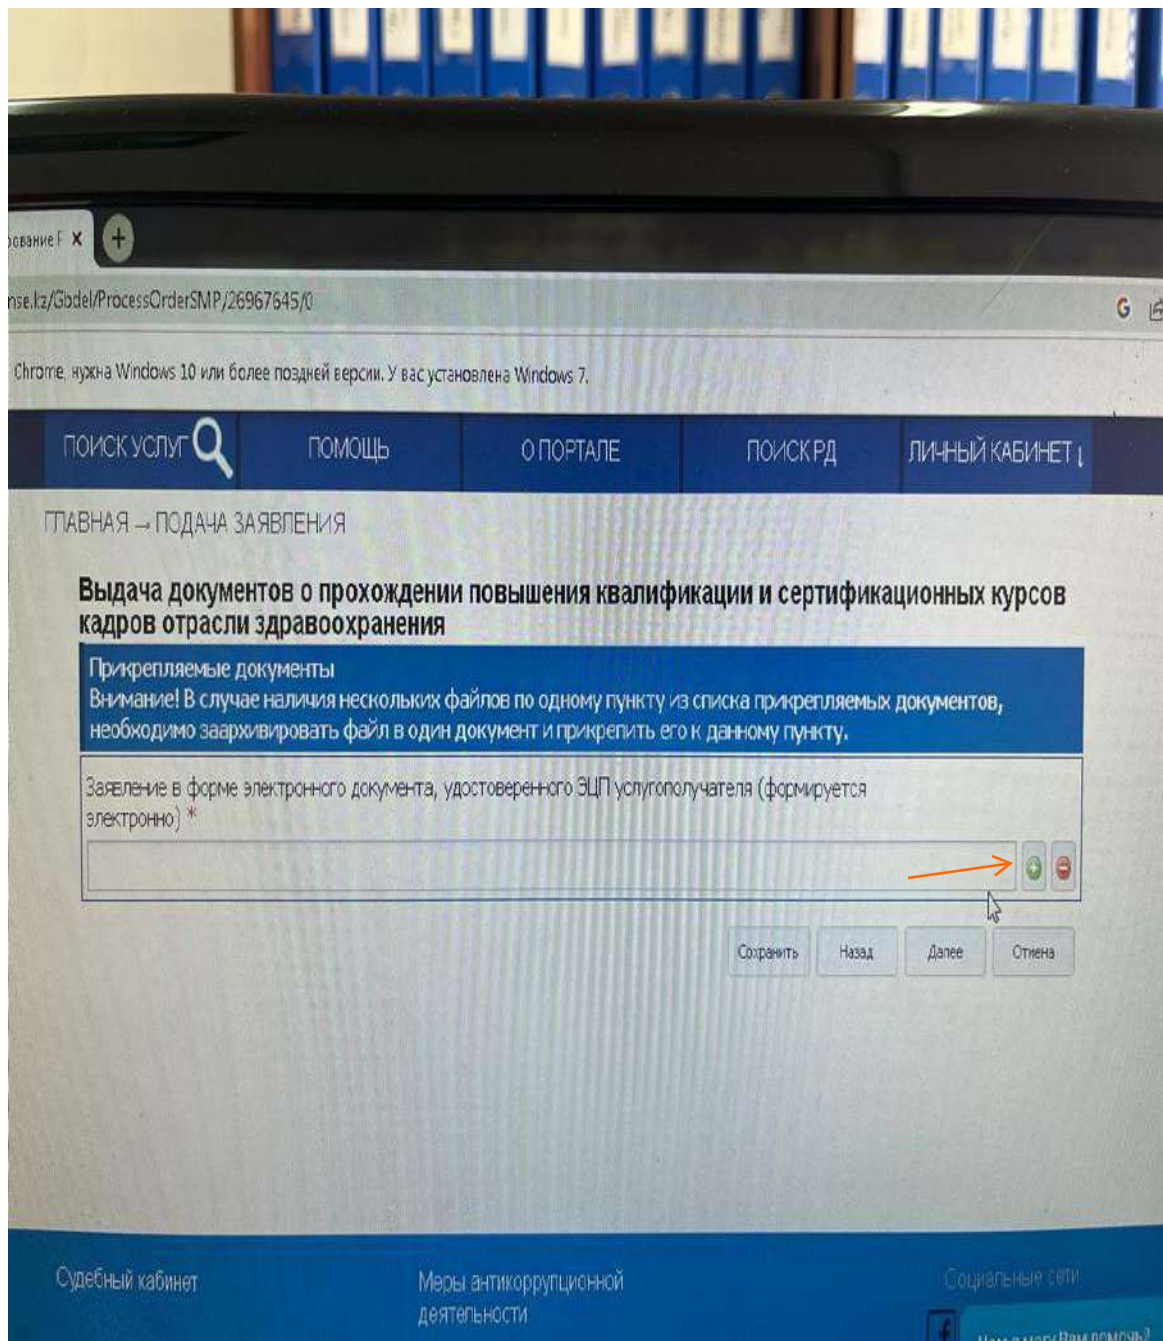 ование F
nse.kz/Gbdel/ProcessOrderSMP/26967645/0
Chrome, нужна Windows 10 или более поздней версии. У вас установлена Windows 7.
ПОИСК УСЛУГ ПОМОЩЬ О ПОРТАЛЕ ПОИСК РД ЛИЧНЫЙ КАБИНЕТ ↓
ГЛАВНАЯ → ПОДАЧА ЗАЯВЛЕНИЯ
Выдача документов о прохождении повышения квалификации и сертификационных курсов
кадров отрасли здравоохранения
Прикрепляемые документы
Внимание! В случае наличия нескольких файлов по одному пункту из списка прикрепляемых документов,
необходимо заархивировать файл в один документ и прикрепить его к данному пункту.
Заявление в форме электронного документа, удостоверенного ЭЦП услугополучателя (формируется
электронно) *
Сохранить Назад Далее Отмена
Судебный кабинет Меры антикоррупционной Социальные сети
деятельности
Чем я могу Вам помочь?